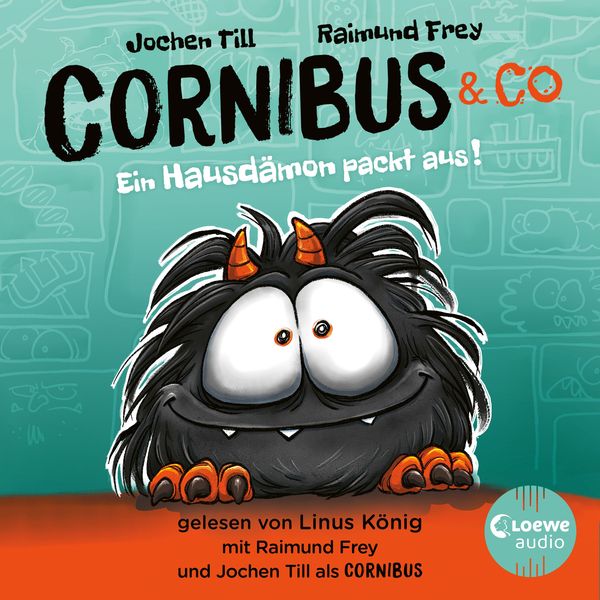 Jochen Till Raimund Frey
CORNIBUS & CO
Ein Hausdämon packt aus!
gelesen von Linus König
mit Raimund Frey
und Jochen Till als CORNIBUS
Loewe
audio